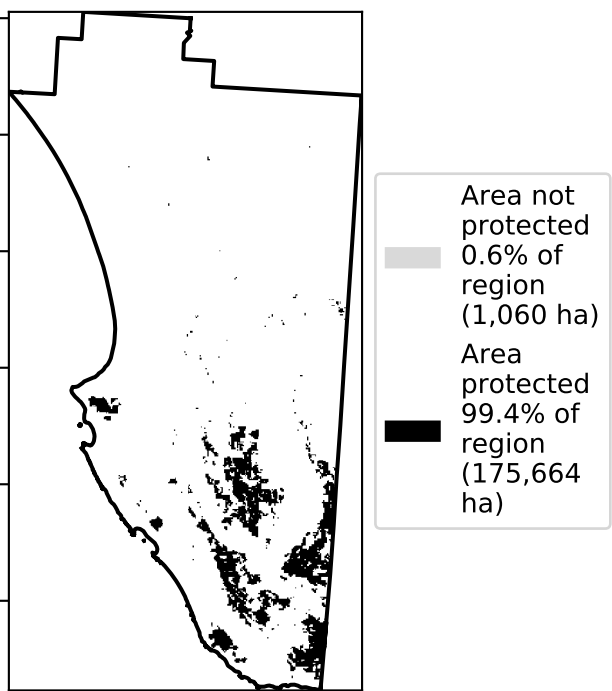 Area not
protected
0.6% of
region
(1,060 ha)
Area
protected
99.4% of
region
(175,664
ha)